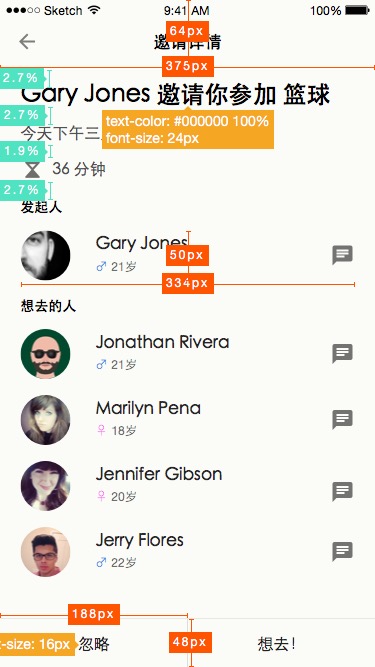 Sketch 9:41 AM 100%
64px
邀请详情
375px
2.7%
Gary Jones 邀请你参加 篮球
2.7%
text-color: #000000 100%
font-size: 24px
今天下午三
1.9%
36 分钟
2.7%
发起人
Gary Jones
50px
♂ 21岁
334px
想去的人
Jonathan Rivera
♂ 21岁
Marilyn Pena
♀ 18岁
Jennifer Gibson
♀ 20岁
Jerry Flores
♂ 22岁
188px
t-size: 16px
忽略
48px
想去！